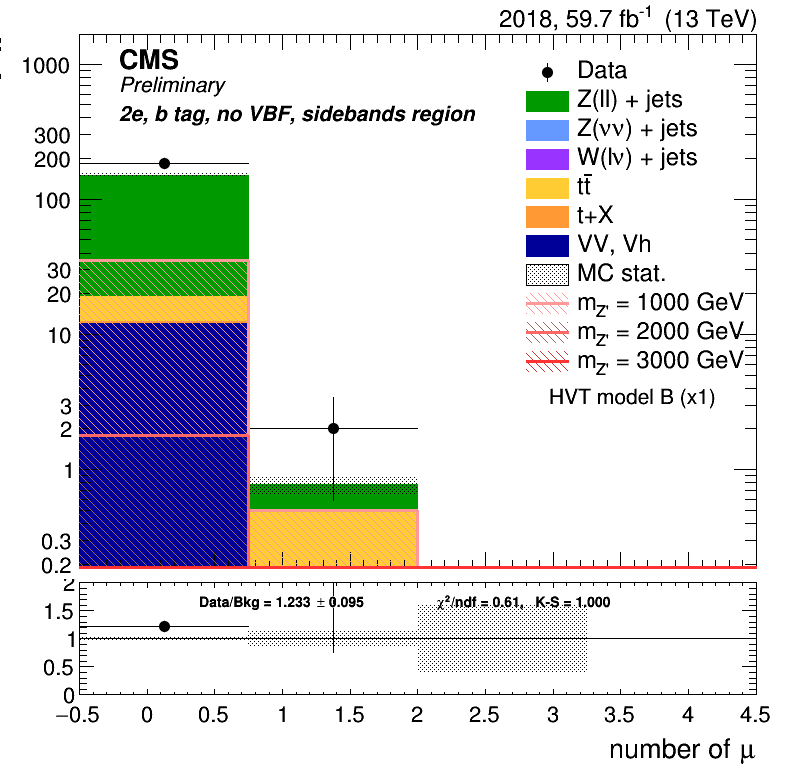 2018, 59.7 fb⁻¹ (13 TeV)
CMS
Preliminary
2e, b tag, no VBF, sidebands region
Data
Z(ll) + jets
Z(νν) + jets
W(lν) + jets
tt̄
t+X
VV, Vh
MC stat.
m_Z' = 1000 GeV
m_Z' = 2000 GeV
m_Z' = 3000 GeV
HVT model B (x1)
1000
300
200
100
30
20
10
3
2
1
0.3
0.2
Data/Bkg = 1.233 ± 0.095
χ²/ndf = 0.61, K-S = 1.000
2
1.5
1
0.5
0
−0.5 0 0.5 1 1.5 2 2.5 3 3.5 4 4.5
number of μ